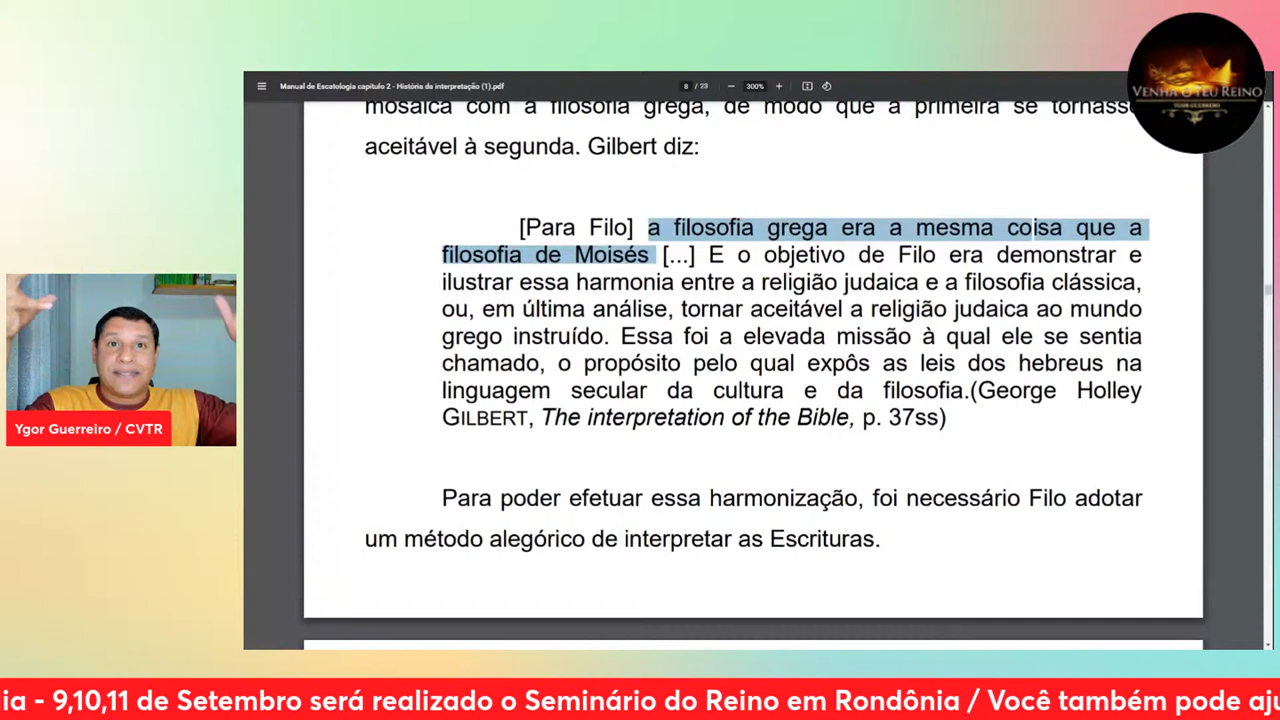 VENHA O TEU REINO
YGOR GUERREIRO
Manual de Escatologia capítulo 2 - História da interpretação (1).pdf
8 / 23
300%
mosaica com a filosofia grega, de modo que a primeira se tornasse
aceitável à segunda. Gilbert diz:
[Para Filo] a filosofia grega era a mesma coisa que a
filosofia de Moisés [...] E o objetivo de Filo era demonstrar e
ilustrar essa harmonia entre a religião judaica e a filosofia clássica,
ou, em última análise, tornar aceitável a religião judaica ao mundo
grego instruído. Essa foi a elevada missão à qual ele se sentia
chamado, o propósito pelo qual expôs as leis dos hebreus na
linguagem secular da cultura e da filosofia.(George Holley
GILBERT, The interpretation of the Bible, p. 37ss)
Para poder efetuar essa harmonização, foi necessário Filo adotar
um método alegórico de interpretar as Escrituras.
Ygor Guerreiro / CVTR
lia - 9,10,11 de Setembro será realizado o Seminário do Reino em Rondônia / Você também pode aju